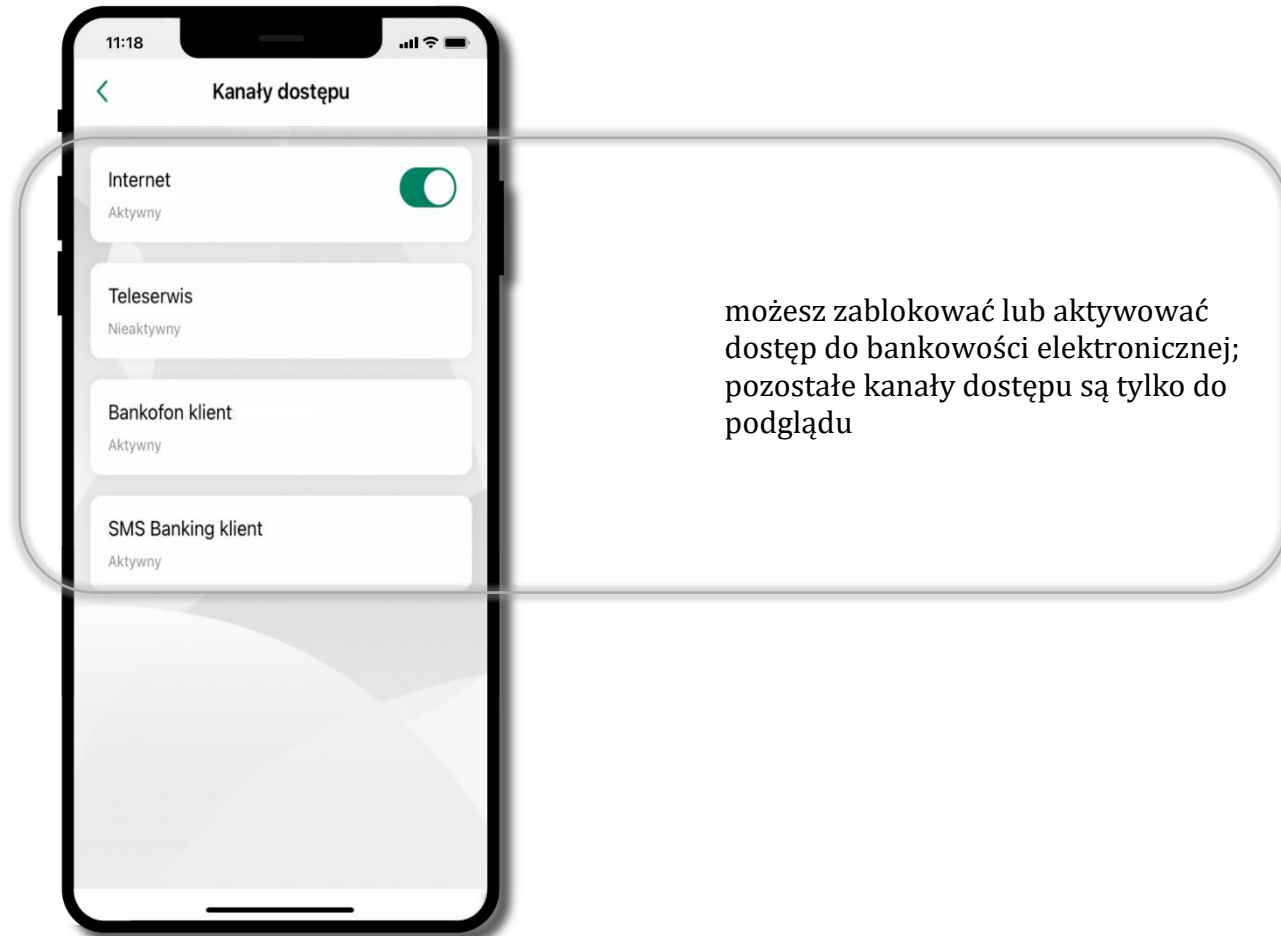 11:18
Kanały dostępu
Internet
Aktywny
Teleserwis
Nieaktywny
Bankofon klient
Aktywny
SMS Banking klient
Aktywny
możesz zablokować lub aktywować
dostęp do bankowości elektronicznej;
pozostałe kanały dostępu są tylko do
podglądu